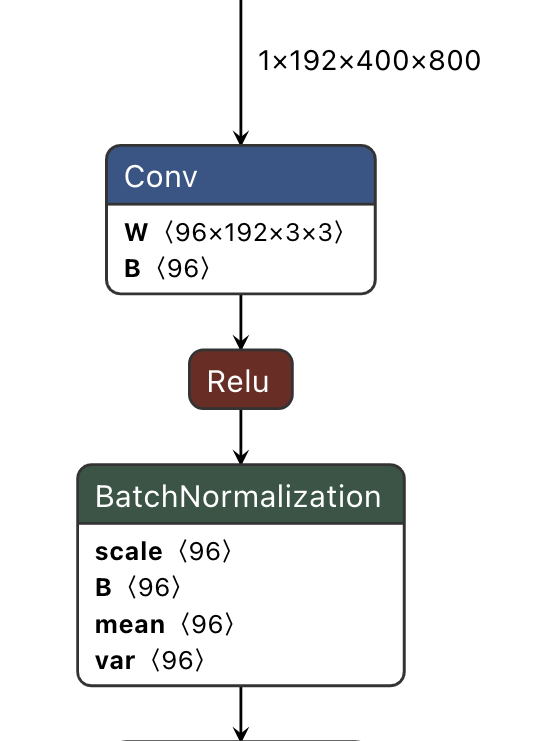 1×192×400×800
Conv
W ⟨96×192×3×3⟩
B ⟨96⟩
Relu
BatchNormalization
scale ⟨96⟩
B ⟨96⟩
mean ⟨96⟩
var ⟨96⟩